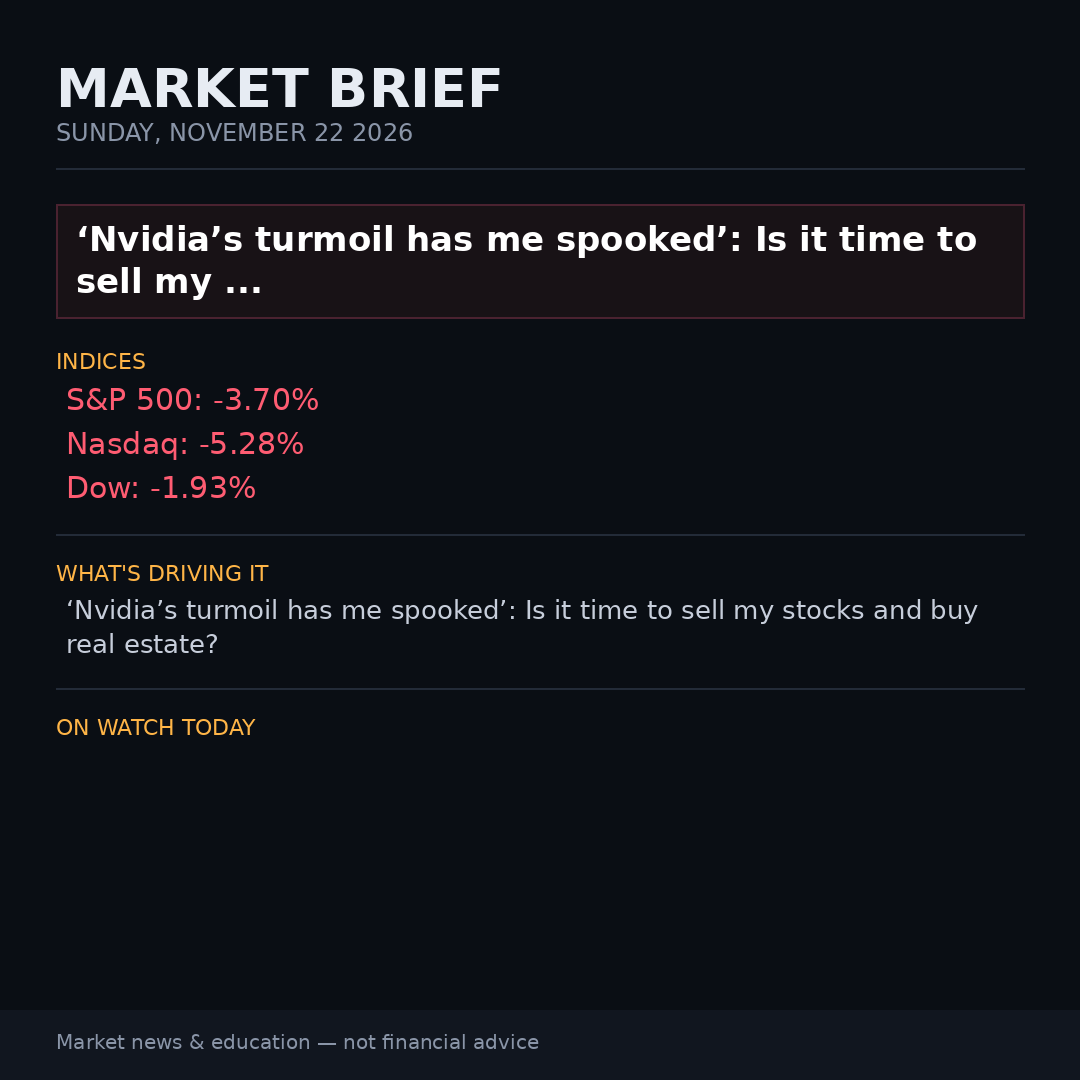 MARKET BRIEF
SUNDAY, NOVEMBER 22 2026
‘Nvidia’s turmoil has me spooked’: Is it time to
sell my ...
INDICES
S&P 500: -3.70%
Nasdaq: -5.28%
Dow: -1.93%
WHAT'S DRIVING IT
‘Nvidia’s turmoil has me spooked’: Is it time to sell my stocks and buy
real estate?
ON WATCH TODAY
Market news & education — not financial advice